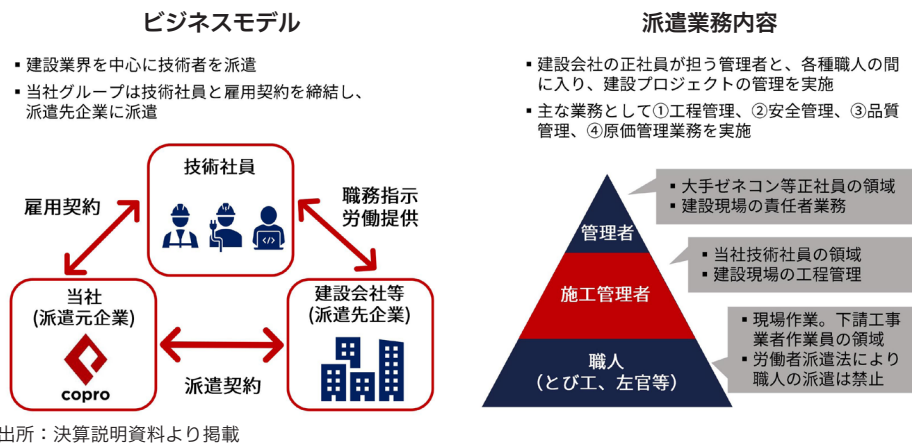 ビジネスモデル
▪ 建設業界を中心に技術者を派遣
▪ 当社グループは技術社員と雇用契約を締結し、
派遣先企業に派遣
技術社員
雇用契約
職務指示
労働提供
</>
当社
(派遣元企業)
copro
建設会社等
(派遣先企業)
派遣契約
派遣業務内容
▪ 建設会社の正社員が担う管理者と、各種職人の間
に入り、建設プロジェクトの管理を実施
▪ 主な業務として①工程管理、②安全管理、③品質
管理、④原価管理業務を実施
管理者
▪ 大手ゼネコン等正社員の領域
▪ 建設現場の責任者業務
施工管理者
▪ 当社技術社員の領域
▪ 建設現場の工程管理
職人
(とび工、左官等)
▪ 現場作業。下請工事
業者作業員の領域
▪ 労働者派遣法により
職人の派遣は禁止
出所：決算説明資料より掲載